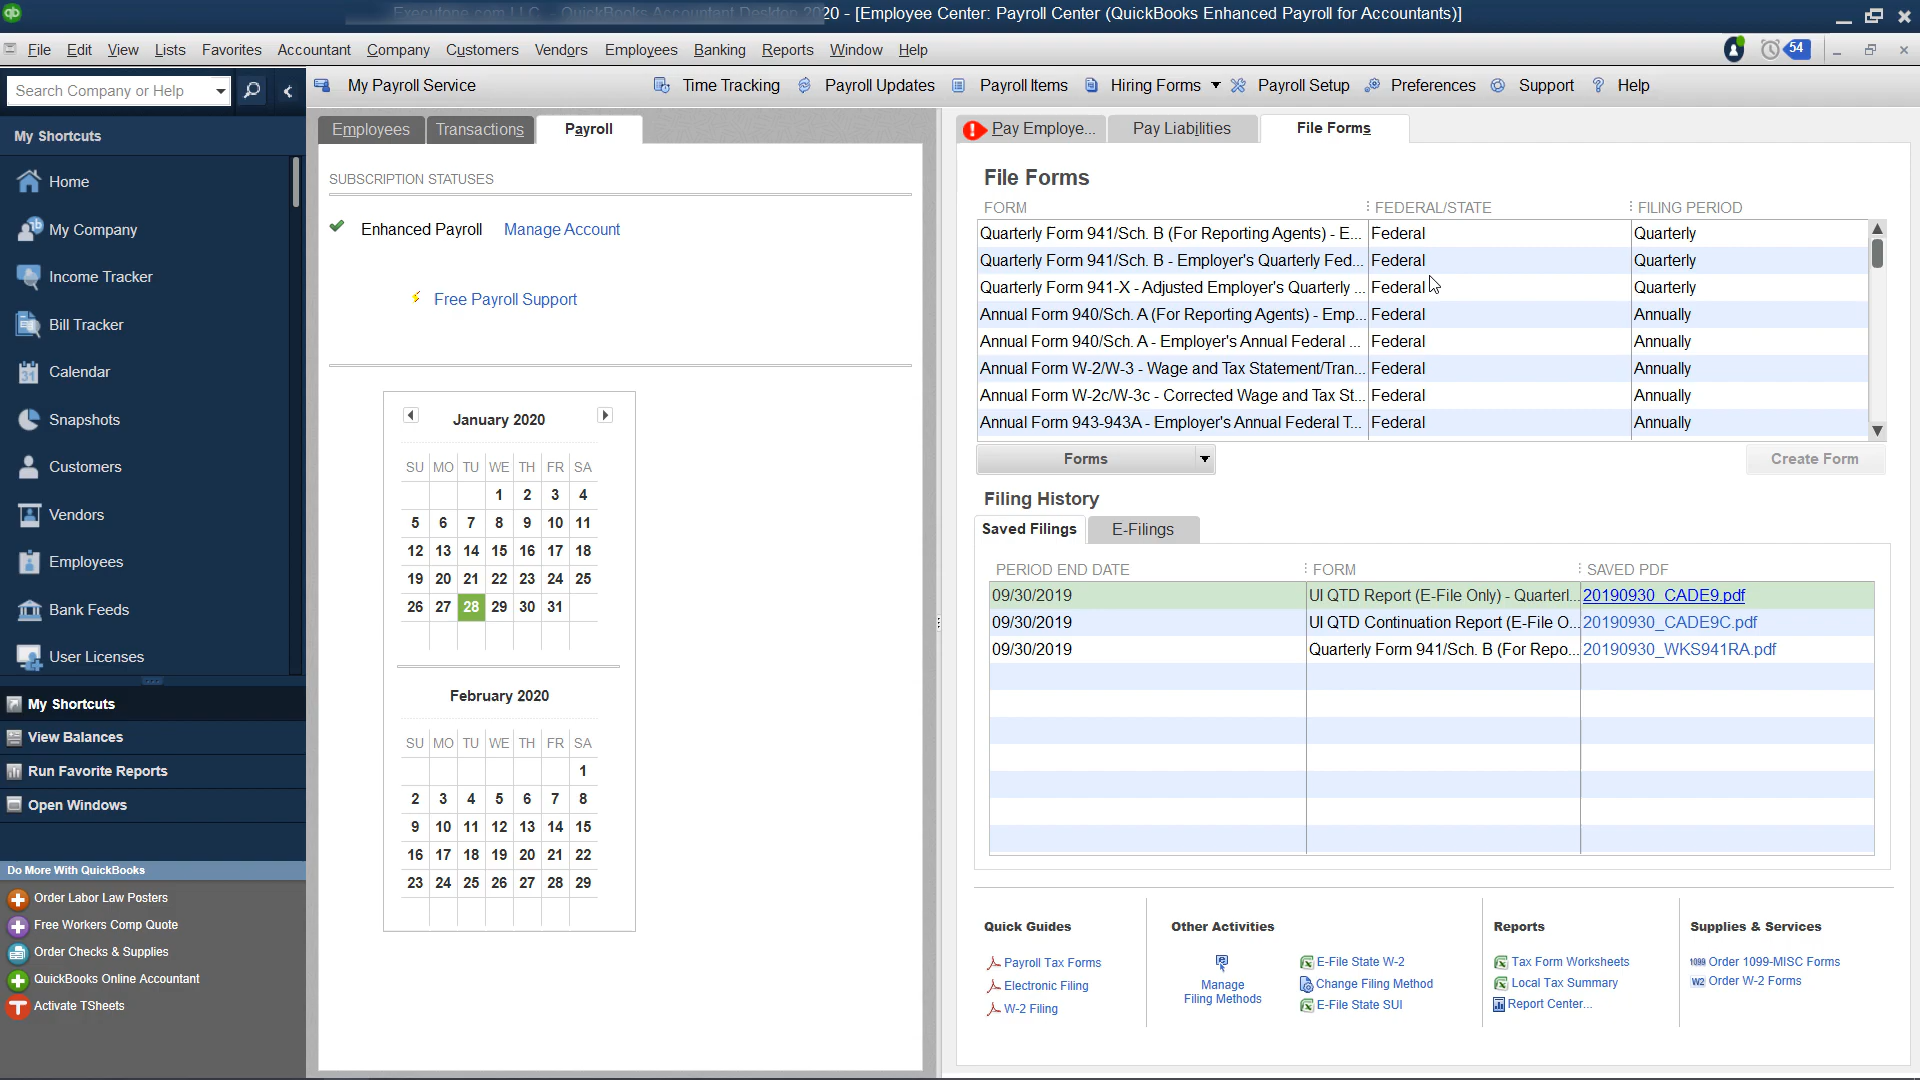 Executone.com LLC - QuickBooks Accountant Desktop 2020 - [Employee Center: Payroll Center (QuickBooks Enhanced Payroll for Accountants)]
File Edit View Lists Favorites Accountant Company Customers Vendors Employees Banking Reports Window Help
54
Search Company or Help
My Payroll Service Time Tracking Payroll Updates Payroll Items Hiring Forms Payroll Setup Preferences Support ? Help
My Shortcuts
Home
My Company
Income Tracker
Bill Tracker
31 Calendar
Snapshots
Customers
Vendors
Employees
Bank Feeds
User Licenses
My Shortcuts
View Balances
Run Favorite Reports
Open Windows
Do More With QuickBooks
Order Labor Law Posters
Free Workers Comp Quote
Order Checks & Supplies
QuickBooks Online Accountant
Activate TSheets
Employees Transactions Payroll
SUBSCRIPTION STATUSES
Enhanced Payroll Manage Account
Free Payroll Support
January 2020
SU MO TU WE TH FR SA
1 2 3 4
5 6 7 8 9 10 11
12 13 14 15 16 17 18
19 20 21 22 23 24 25
26 27 28 29 30 31
February 2020
SU MO TU WE TH FR SA
1
2 3 4 5 6 7 8
9 10 11 12 13 14 15
16 17 18 19 20 21 22
23 24 25 26 27 28 29
Pay Employe... Pay Liabilities File Forms
File Forms
FORM FEDERAL/STATE FILING PERIOD
Quarterly Form 941/Sch. B (For Reporting Agents) - E... Federal Quarterly
Quarterly Form 941/Sch. B - Employer's Quarterly Fed... Federal Quarterly
Quarterly Form 941-X - Adjusted Employer's Quarterly ... Federal Quarterly
Annual Form 940/Sch. A (For Reporting Agents) - Emp... Federal Annually
Annual Form 940/Sch. A - Employer's Annual Federal ... Federal Annually
Annual Form W-2/W-3 - Wage and Tax Statement/Tran... Federal Annually
Annual Form W-2c/W-3c - Corrected Wage and Tax St... Federal Annually
Annual Form 943-943A - Employer's Annual Federal T... Federal Annually
Forms Create Form
Filing History
Saved Filings E-Filings
PERIOD END DATE FORM SAVED PDF
09/30/2019 UI QTD Report (E-File Only) - Quarterl... 20190930_CADE9.pdf
09/30/2019 UI QTD Continuation Report (E-File O... 20190930_CADE9C.pdf
09/30/2019 Quarterly Form 941/Sch. B (For Repo... 20190930_WKS941RA.pdf
Quick Guides
Payroll Tax Forms
Electronic Filing
W-2 Filing
Other Activities
Manage
Filing Methods
E-File State W-2
Change Filing Method
E-File State SUI
Reports
Tax Form Worksheets
Local Tax Summary
Report Center...
Supplies & Services
1099 Order 1099-MISC Forms
W2 Order W-2 Forms